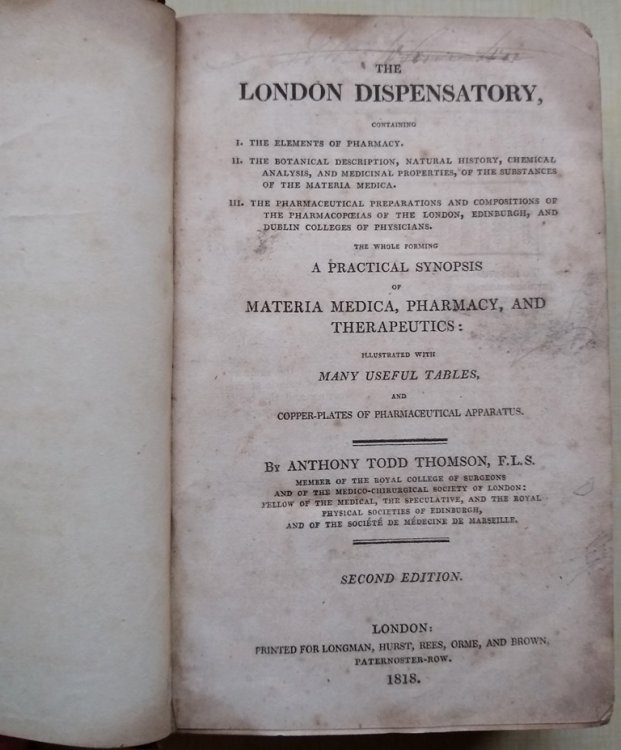 THE
LONDON DISPENSATORY,
CONTAINING
I. THE ELEMENTS OF PHARMACY.
II. THE BOTANICAL DESCRIPTION, NATURAL HISTORY, CHEMICAL
ANALYSIS, AND MEDICINAL PROPERTIES, OF THE SUBSTANCES
OF THE MATERIA MEDICA.
III. THE PHARMACEUTICAL PREPARATIONS AND COMPOSITIONS OF
THE PHARMACOPŒIAS OF THE LONDON, EDINBURGH, AND
DUBLIN COLLEGES OF PHYSICIANS.
THE WHOLE FORMING
A PRACTICAL SYNOPSIS
OF
MATERIA MEDICA, PHARMACY, AND
THERAPEUTICS:
ILLUSTRATED WITH
MANY USEFUL TABLES,
AND
COPPER-PLATES OF PHARMACEUTICAL APPARATUS.
BY ANTHONY TODD THOMSON, F.L.S.
MEMBER OF THE ROYAL COLLEGE OF SURGEONS
AND OF THE MEDICO-CHIRURGICAL SOCIETY OF LONDON:
FELLOW OF THE MEDICAL, THE SPECULATIVE, AND THE ROYAL
PHYSICAL SOCIETIES OF EDINBURGH,
AND OF THE SOCIÉTÉ DE MÉDECINE DE MARSEILLE.
SECOND EDITION.
LONDON:
PRINTED FOR LONGMAN, HURST, REES, ORME, AND BROWN,
PATERNOSTER-ROW.
1818.